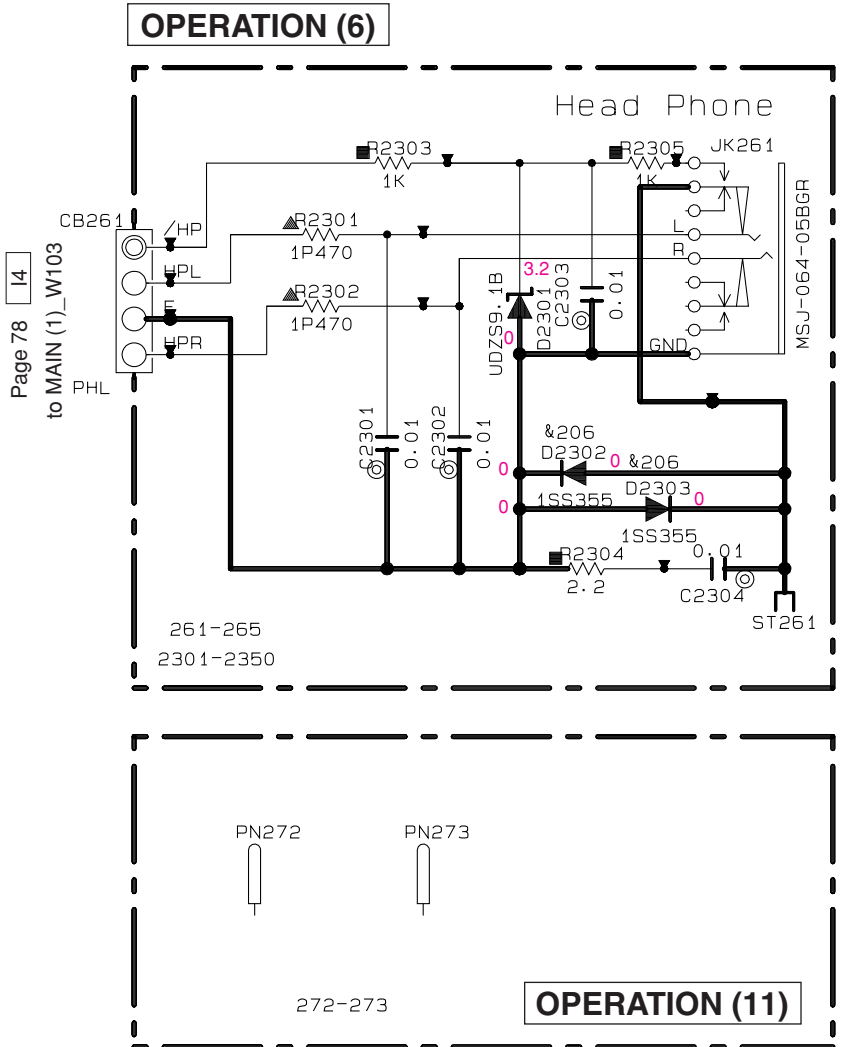 OPERATION (6)
Head Phone
R2303
1K
R2305
1K
JK261
MSJ-064-05BGR
CB261
/HP
R2301
1P470
L
HPL
R2302
1P470
R
E
HPR
PHL
Page 78 I4
to MAIN (1)_W103
3.2
UDZS9.1B
0
D2301
C2303
0.01
GND
C2301
0.01
C2302
0.01
&206
D2302
0
0
1SS355
&206
D2303
0
0
1SS355
R2304
2.2
0.01
C2304
ST261
261-265
2301-2350
PN272
PN273
272-273
OPERATION (11)